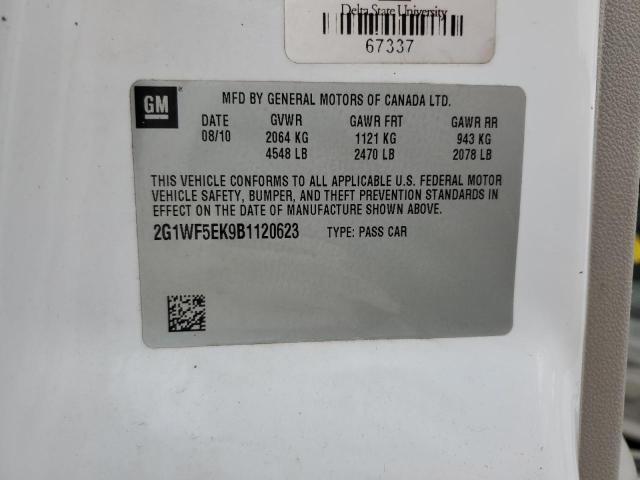 Delta State University
67337
GM
MFD BY GENERAL MOTORS OF CANADA LTD.
DATE GVWR GAWR FRT GAWR RR
08/10 2064 KG 1121 KG 943 KG
4548 LB 2470 LB 2078 LB
THIS VEHICLE CONFORMS TO ALL APPLICABLE U.S. FEDERAL MOTOR
VEHICLE SAFETY, BUMPER, AND THEFT PREVENTION STANDARDS IN
EFFECT ON THE DATE OF MANUFACTURE SHOWN ABOVE.
2G1WF5EK9B1120623 TYPE: PASS CAR